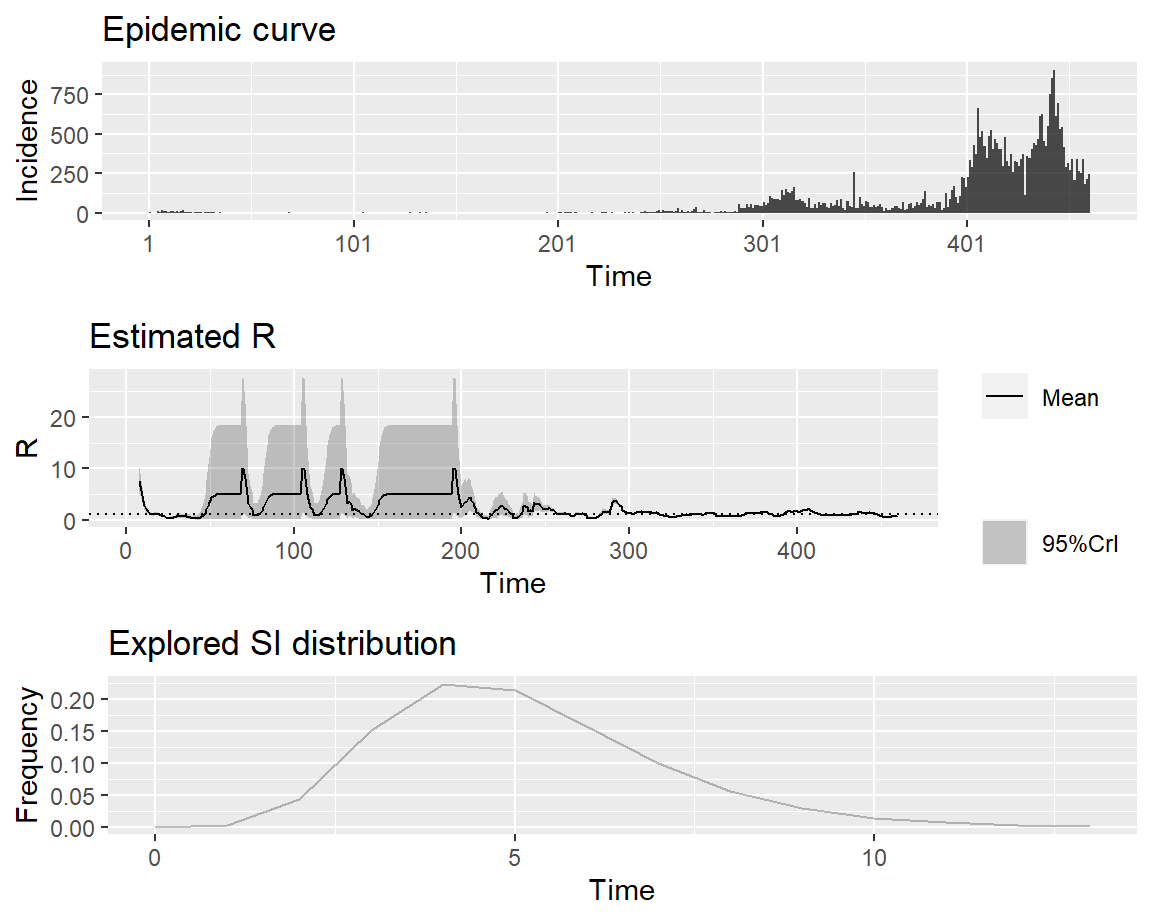 Epidemic curve
Incidence
750
500
250
0
1 101 201 301 401
Time
Estimated R
R
20
10
0
0 100 200 300 400
Time
Mean
95%CrI
Explored SI distribution
Frequency
0.20
0.15
0.10
0.05
0.00
0 5 10
Time